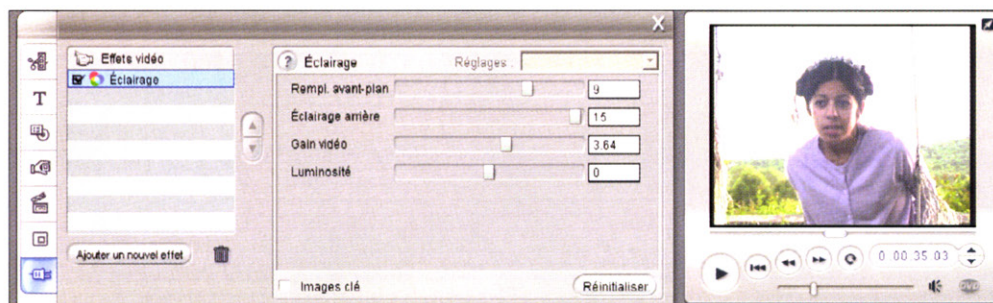 X
Effets vidéo
Éclairage
T
Ajouter un nouvel effet
? Éclairage
Réglages :
Rempl. avant-plan 9
Éclairage arrière 15
Gain vidéo 3.64
Luminosité 0
Images clé
Réinitialiser
0 00 35 03
DVD